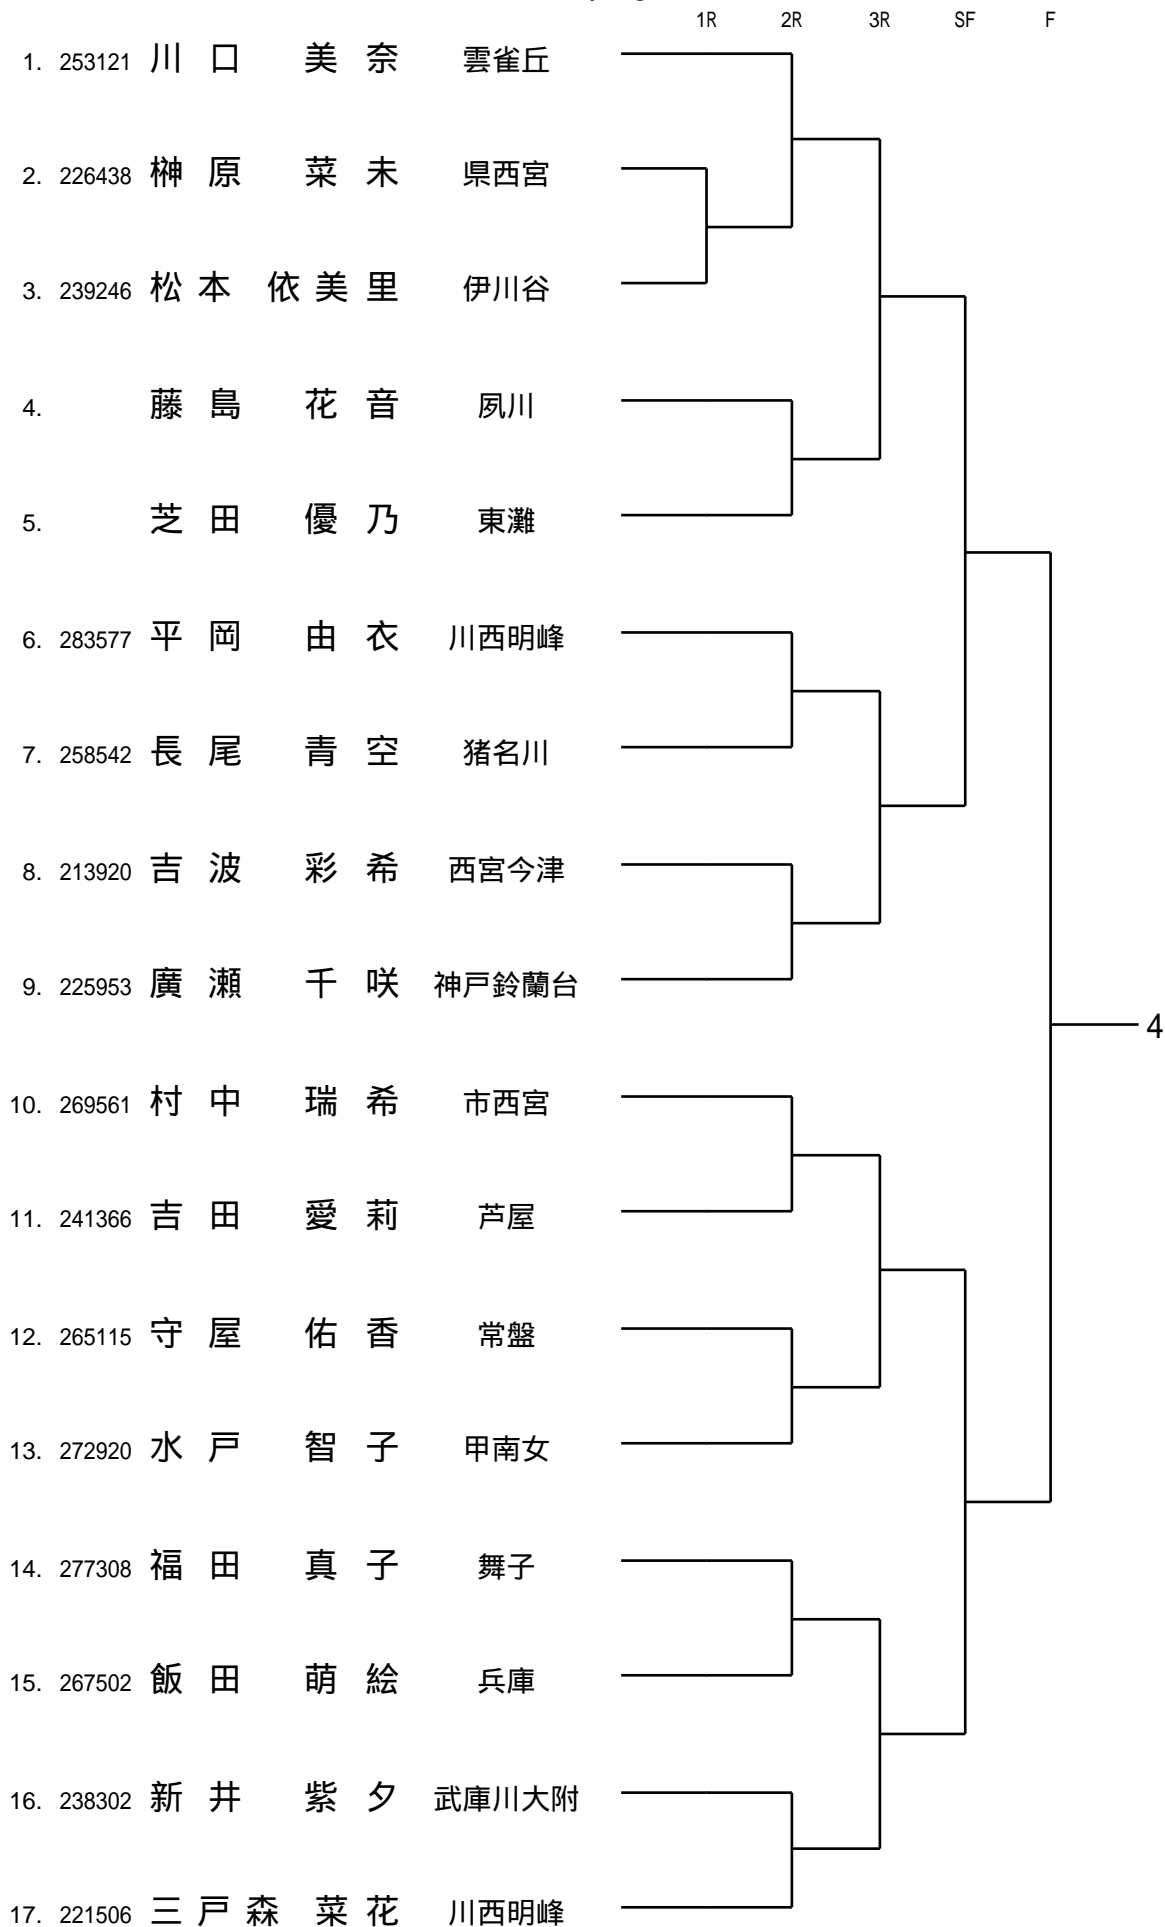 1R 2R 3R SF F
1. 253121 川口 美奈 雲雀丘
2. 226438 榊原 菜未 県西宮
3. 239246 松本 依美里 伊川谷
4. 藤島 花音 夙川
5. 芝田 優乃 東灘
6. 283577 平岡 由衣 川西明峰
7. 258542 長尾 青空 猪名川
8. 213920 吉波 彩希 西宮今津
9. 225953 廣瀬 千咲 神戸鈴蘭台
4
10. 269561 村中 瑞希 市西宮
11. 241366 吉田 愛莉 芦屋
12. 265115 守屋 佑香 常盤
13. 272920 水戸 智子 甲南女
14. 277308 福田 真子 舞子
15. 267502 飯田 萌絵 兵庫
16. 238302 新井 紫夕 武庫川大附
17. 221506 三戸森 菜花 川西明峰